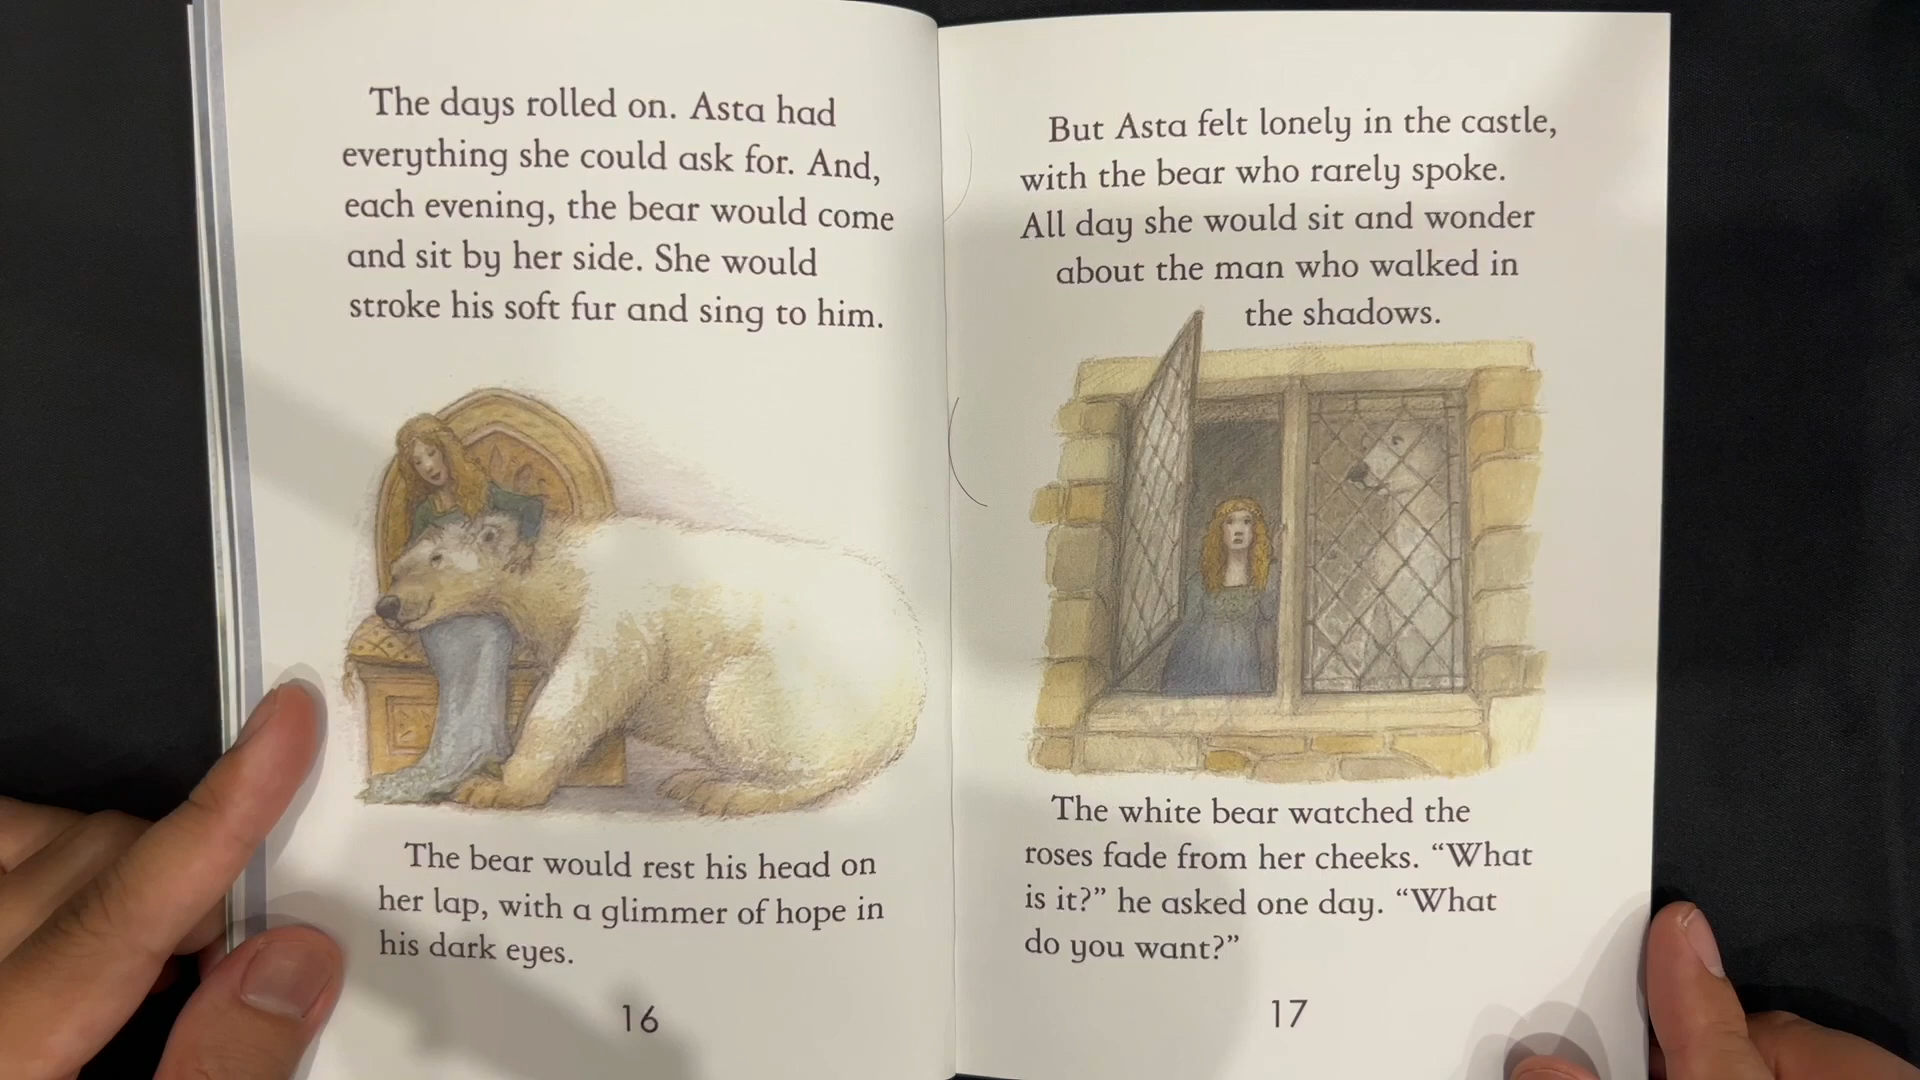 The days rolled on. Asta had
everything she could ask for. And,
each evening, the bear would come
and sit by her side. She would
stroke his soft fur and sing to him.
The bear would rest his head on
her lap, with a glimmer of hope in
his dark eyes.
16
But Asta felt lonely in the castle,
with the bear who rarely spoke.
All day she would sit and wonder
about the man who walked in
the shadows.
The white bear watched the
roses fade from her cheeks. “What
is it?” he asked one day. “What
do you want?”
17